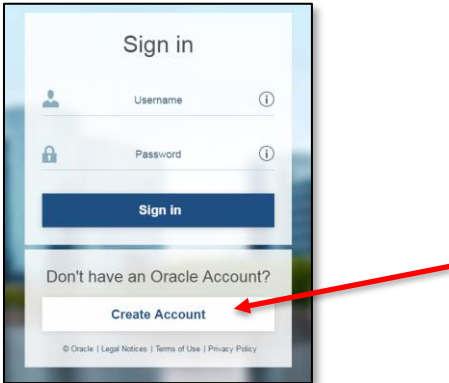 Sign in
Username
Password
Sign in
Don't have an Oracle Account?
Create Account
© Oracle | Legal Notices | Terms of Use | Privacy Policy